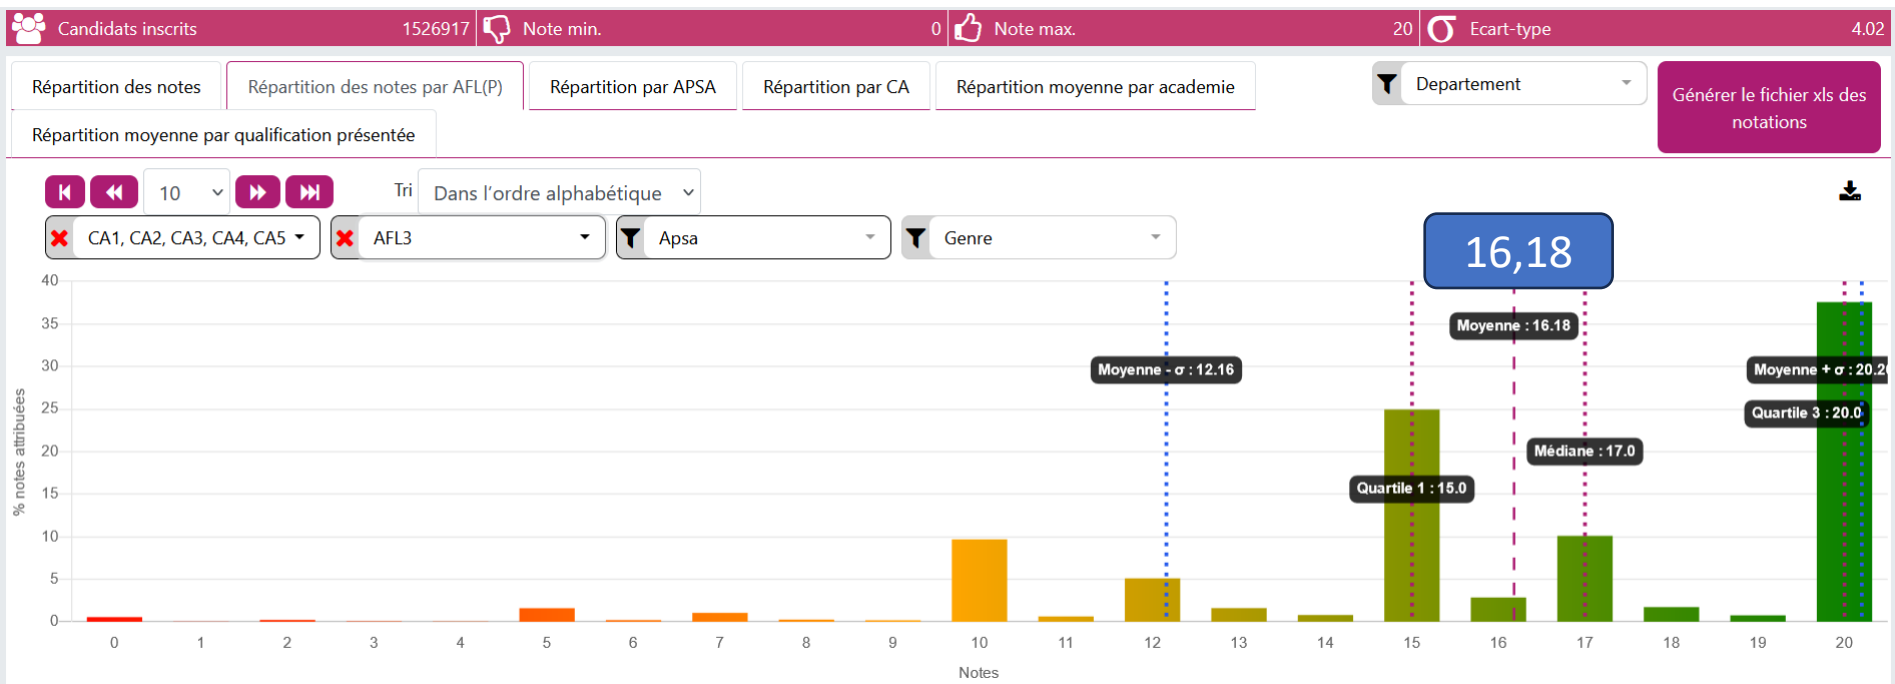 Candidats inscrits 1526917 Note min. 0 Note max. 20 Ecart-type 4.02
Répartition des notes Répartition des notes par AFL(P) Répartition par APSA Répartition par CA Répartition moyenne par academie Departement
Générer le fichier xls des
notations
Répartition moyenne par qualification présentée
10 Tri Dans l'ordre alphabétique
CA1, CA2, CA3, CA4, CA5 AFL3 Apsa Genre
16,18
% notes attribuées
40
35
30
25
20
15
10
5
0
Moyenne : 16.18
Moyenne - σ : 12.16
Moyenne + σ : 20.20
Quartile 3 : 20.0
Médiane : 17.0
Quartile 1 : 15.0
0 1 2 3 4 5 6 7 8 9 10 11 12 13 14 15 16 17 18 19 20
Notes